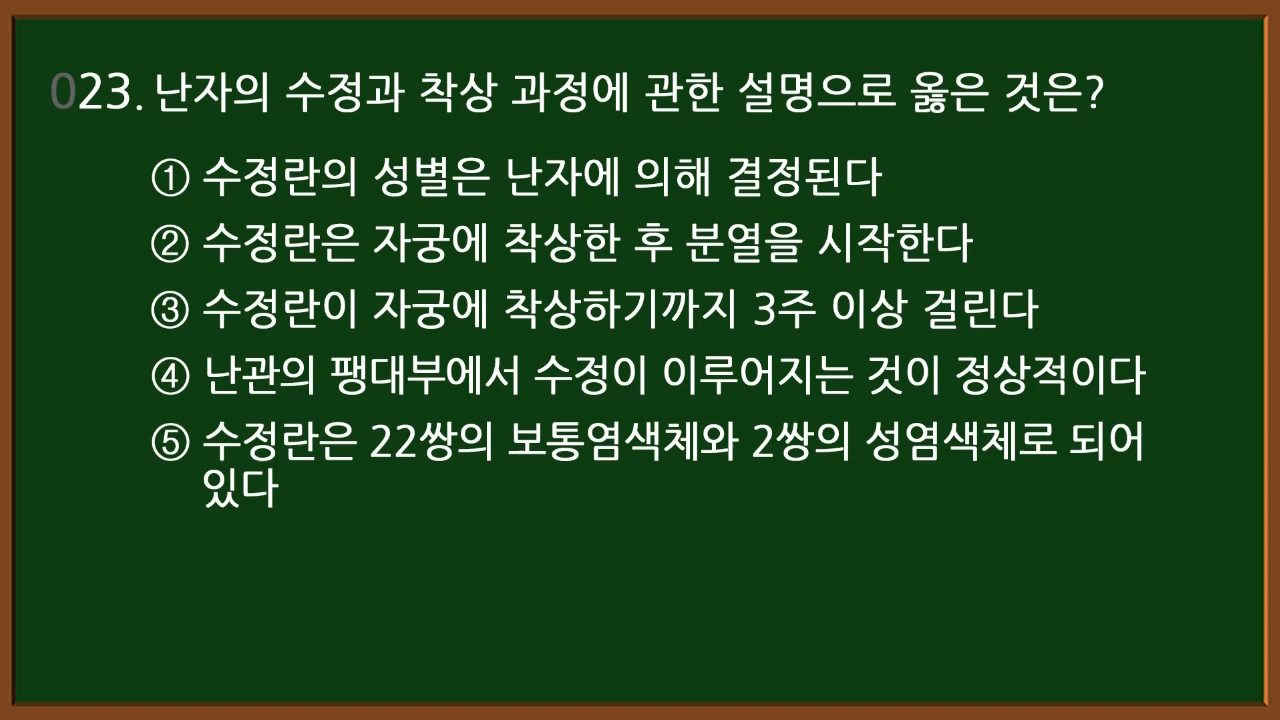 023. 난자의 수정과 착상 과정에 관한 설명으로 옳은 것은?
① 수정란의 성별은 난자에 의해 결정된다
② 수정란은 자궁에 착상한 후 분열을 시작한다
③ 수정란이 자궁에 착상하기까지 3주 이상 걸린다
④ 난관의 팽대부에서 수정이 이루어지는 것이 정상적이다
⑤ 수정란은 22쌍의 보통염색체와 2쌍의 성염색체로 되어
있다